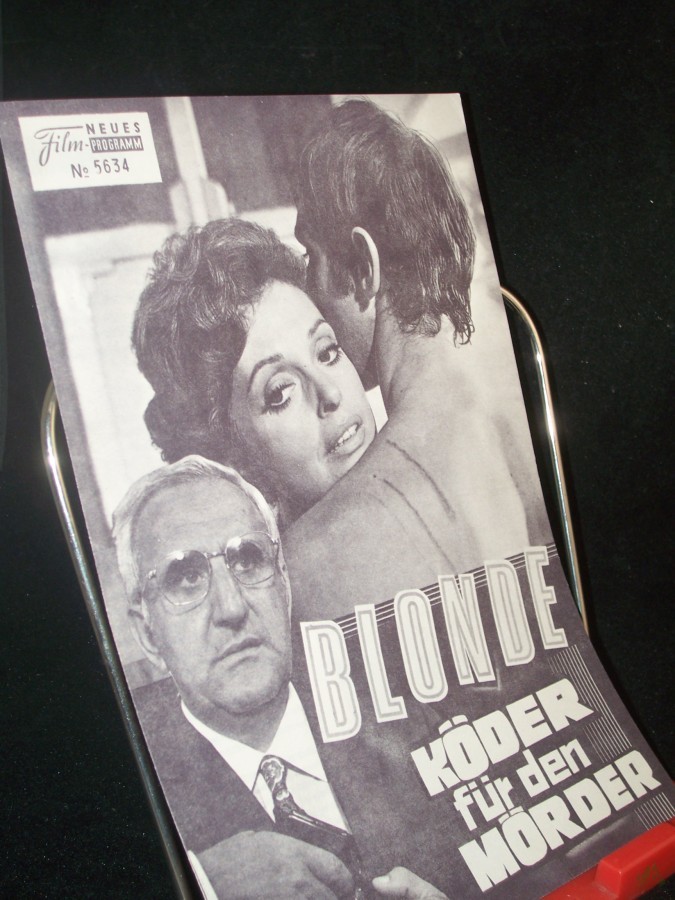 NEUES
Film-PROGRAMM
No 5634
BLONDE
KÖDER
für den
MÖRDER